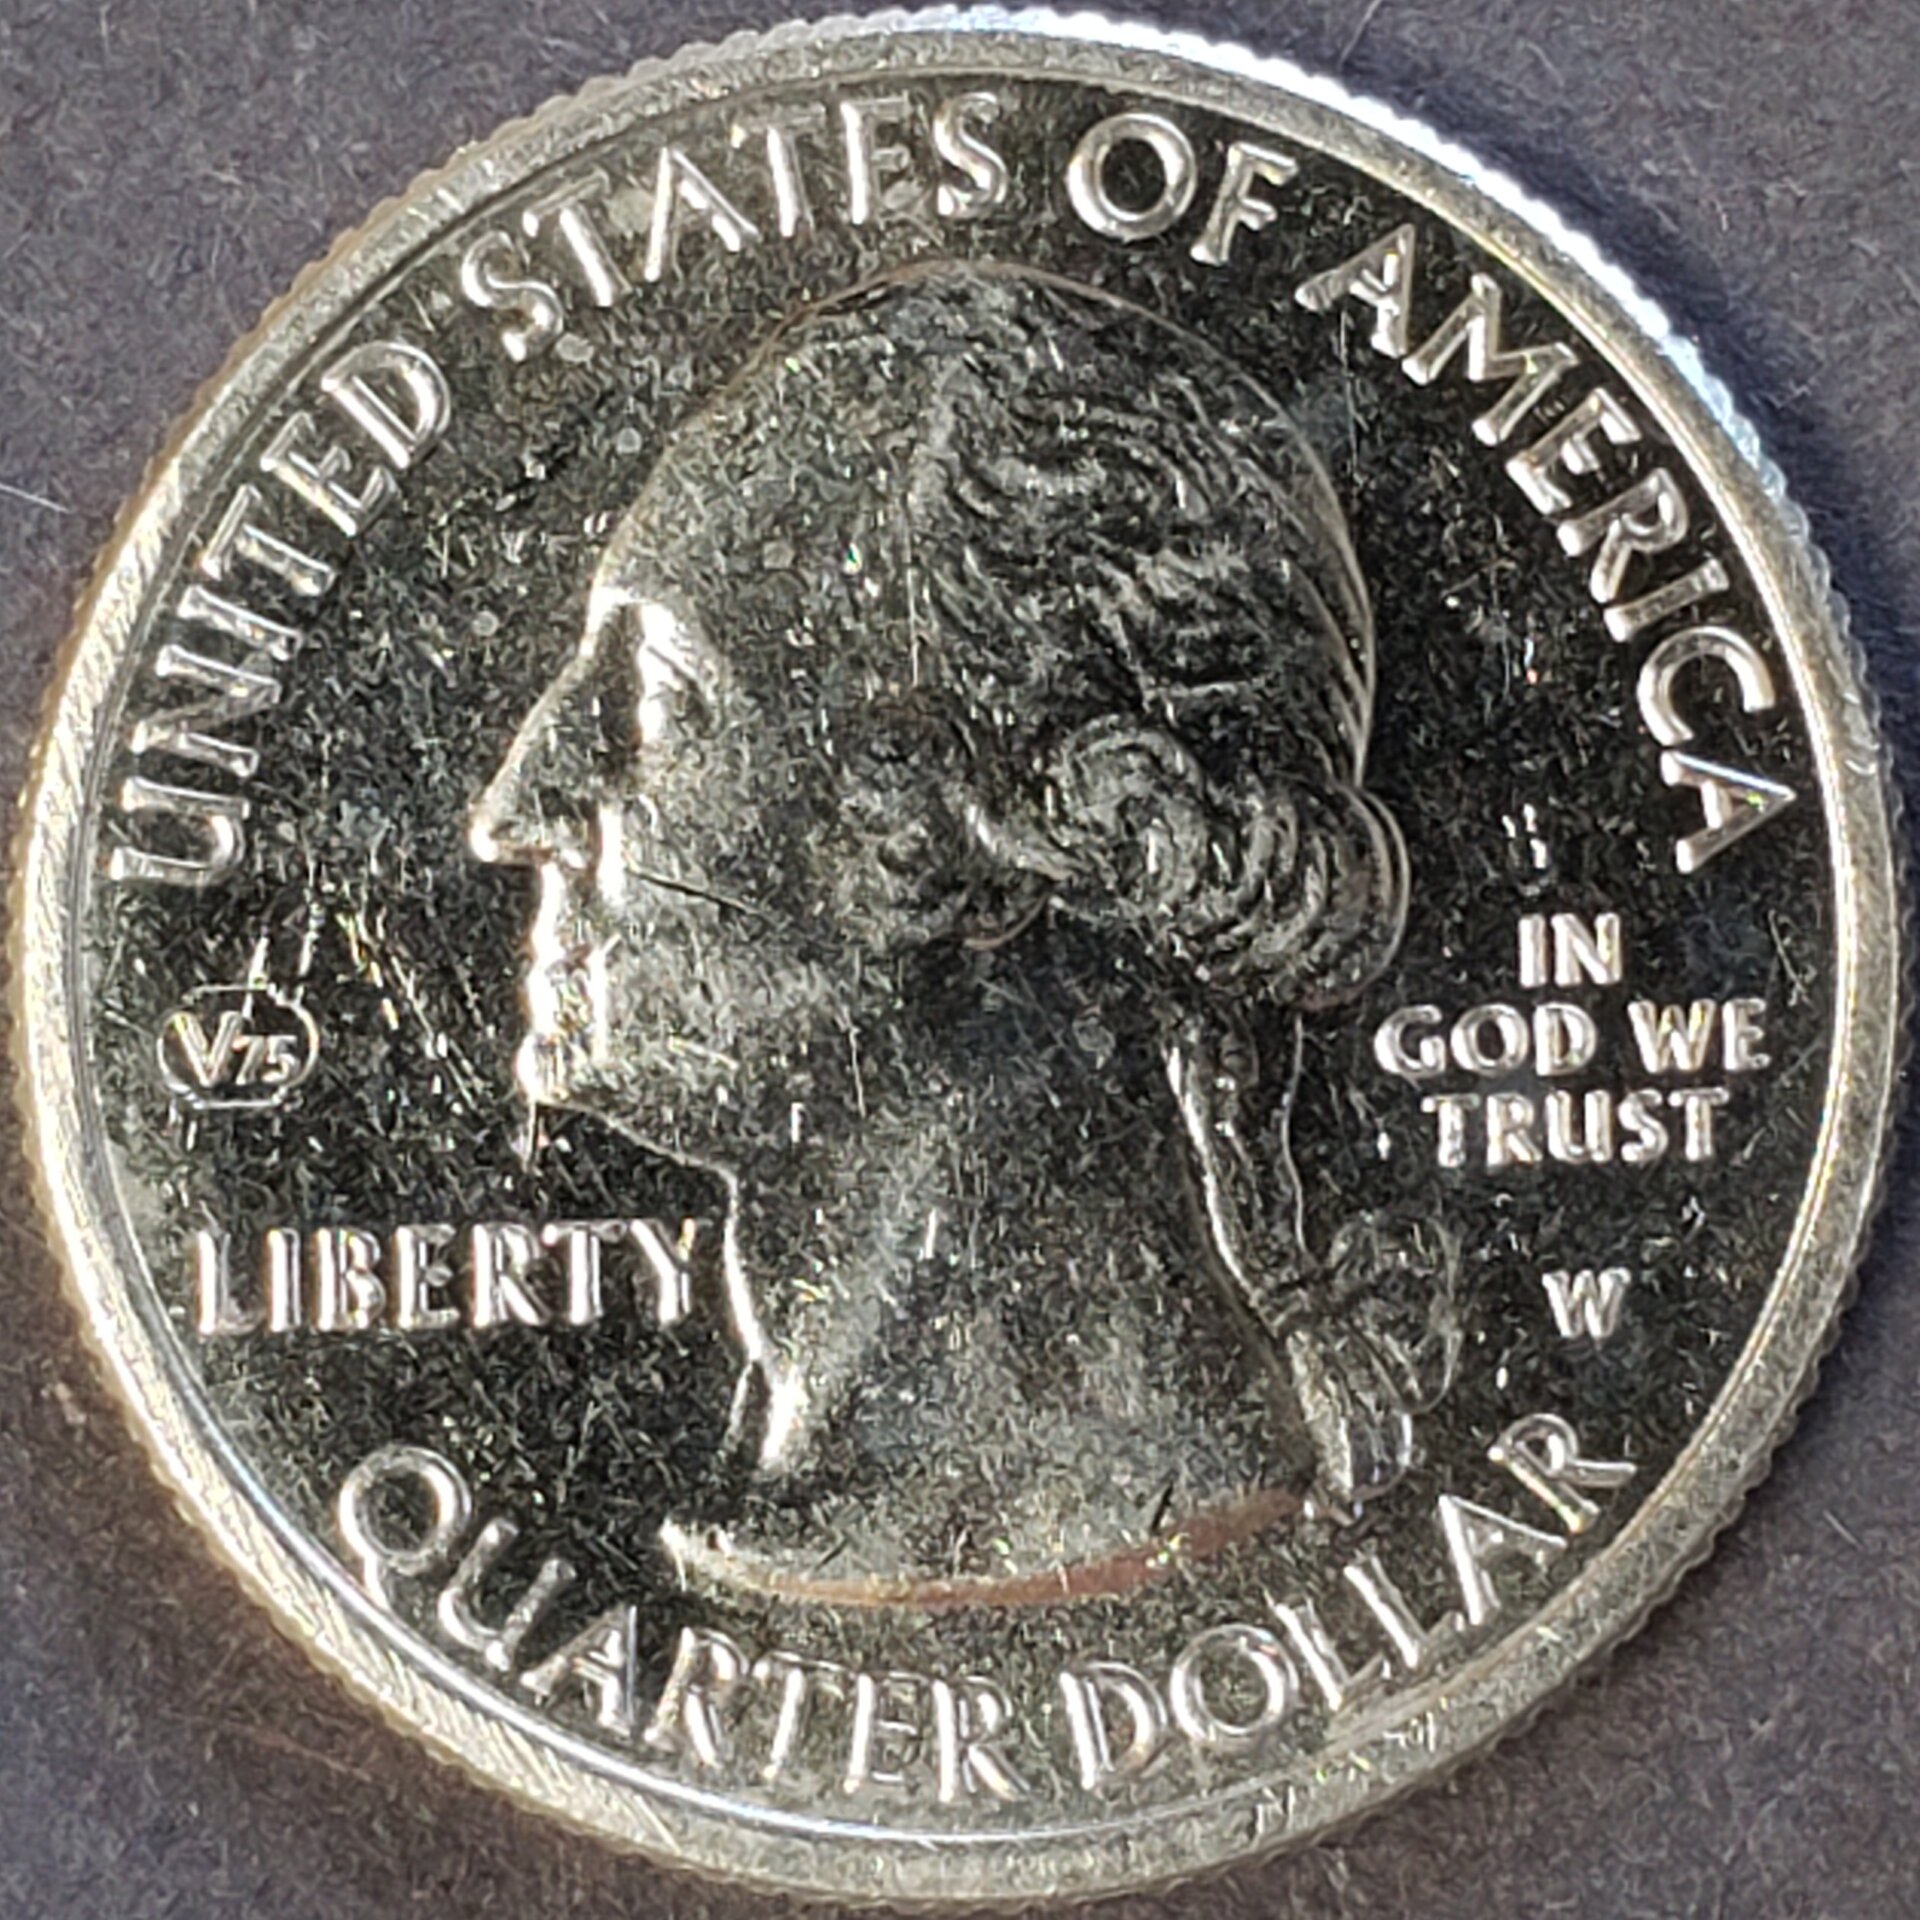 UNITED STATES OF AMERICA
IN
GOD WE
TRUST
V75
LIBERTY
W
QUARTER DOLLAR